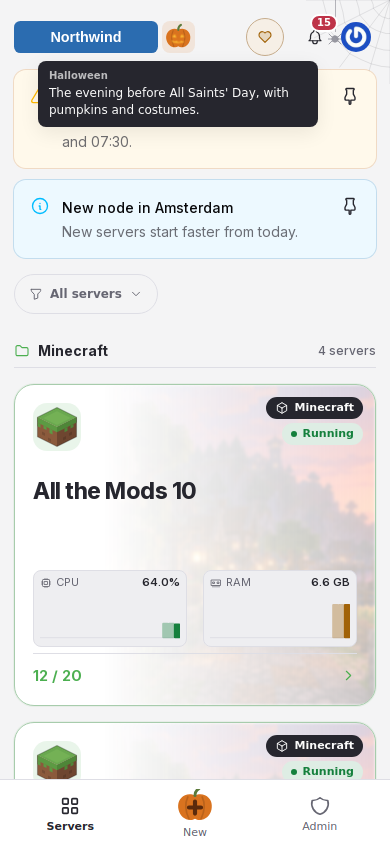 Northwind
15
Halloween
The evening before All Saints' Day, with
pumpkins and costumes.
and 07:30.
New node in Amsterdam
New servers start faster from today.
All servers
Minecraft
4 servers
Minecraft
Running
All the Mods 10
CPU
64.0%
RAM
6.6 GB
12 / 20
Minecraft
Running
Servers
New
Admin